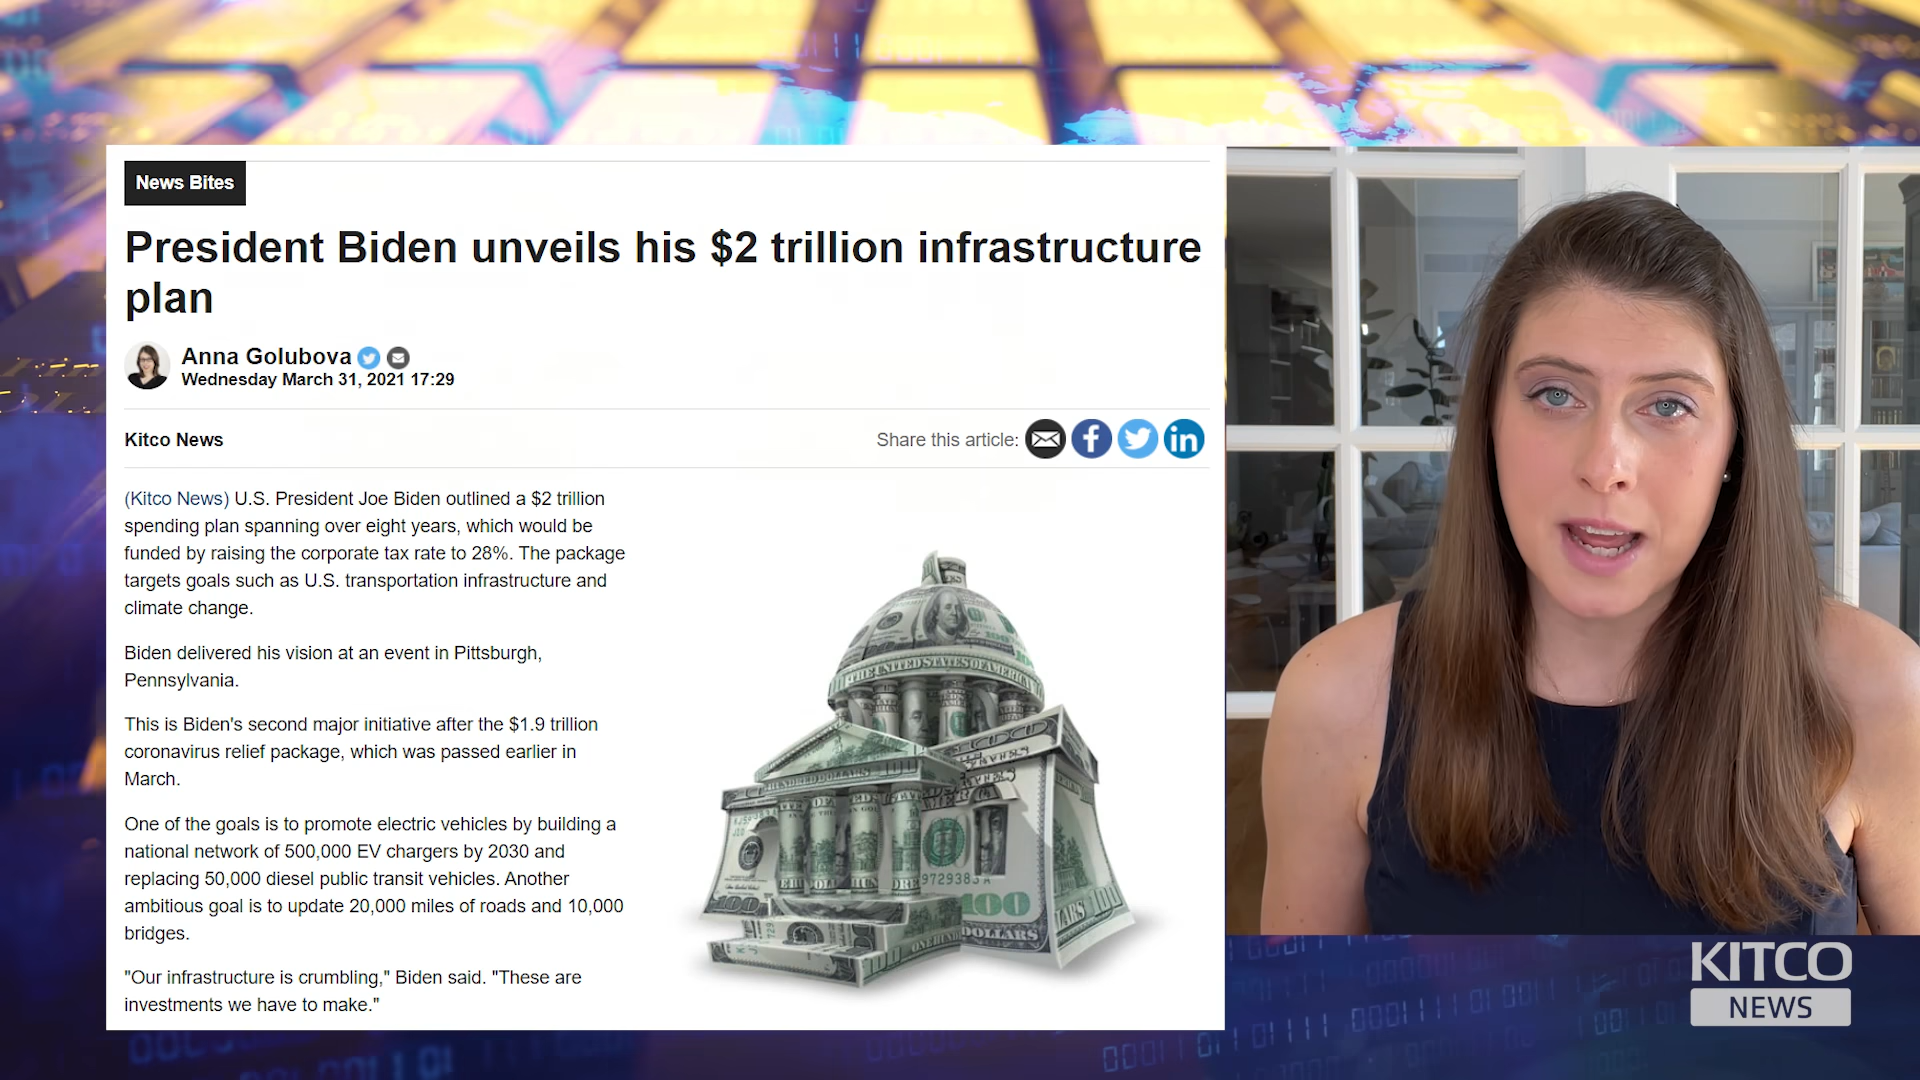 News Bites
President Biden unveils his $2 trillion infrastructure
plan
Anna Golubova
Wednesday March 31, 2021 17:29
Kitco News
Share this article:
(Kitco News) U.S. President Joe Biden outlined a $2 trillion
spending plan spanning over eight years, which would be
funded by raising the corporate tax rate to 28%. The package
targets goals such as U.S. transportation infrastructure and
climate change.
Biden delivered his vision at an event in Pittsburgh,
Pennsylvania.
This is Biden's second major initiative after the $1.9 trillion
coronavirus relief package, which was passed earlier in
March.
One of the goals is to promote electric vehicles by building a
national network of 500,000 EV chargers by 2030 and
replacing 50,000 diesel public transit vehicles. Another
ambitious goal is to update 20,000 miles of roads and 10,000
bridges.
"Our infrastructure is crumbling," Biden said. "These are
investments we have to make."
THE UNITED STATES OF AMERICA
100
DOLLARS
KITCO
NEWS